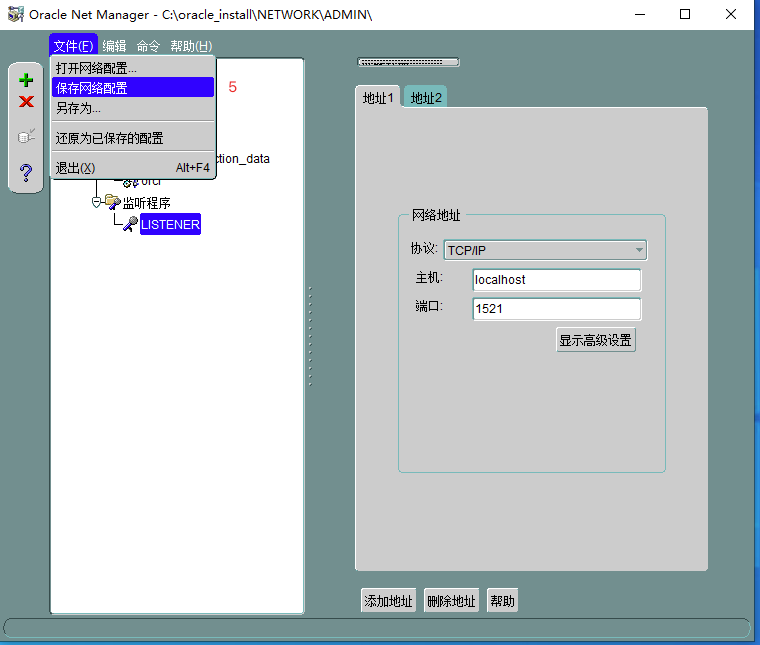 Oracle Net Manager - C:\oracle_install\NETWORK\ADMIN\
文件(F) 编辑 命令 帮助(H)
打开网络配置...
保存网络配置
5
另存为...
还原为已保存的配置
退出(X) Alt+F4
ction_data
orcl
监听程序
LISTENER
地址1 地址2
网络地址
协议: TCP/IP
主机: localhost
端口: 1521
显示高级设置
添加地址 删除地址 帮助